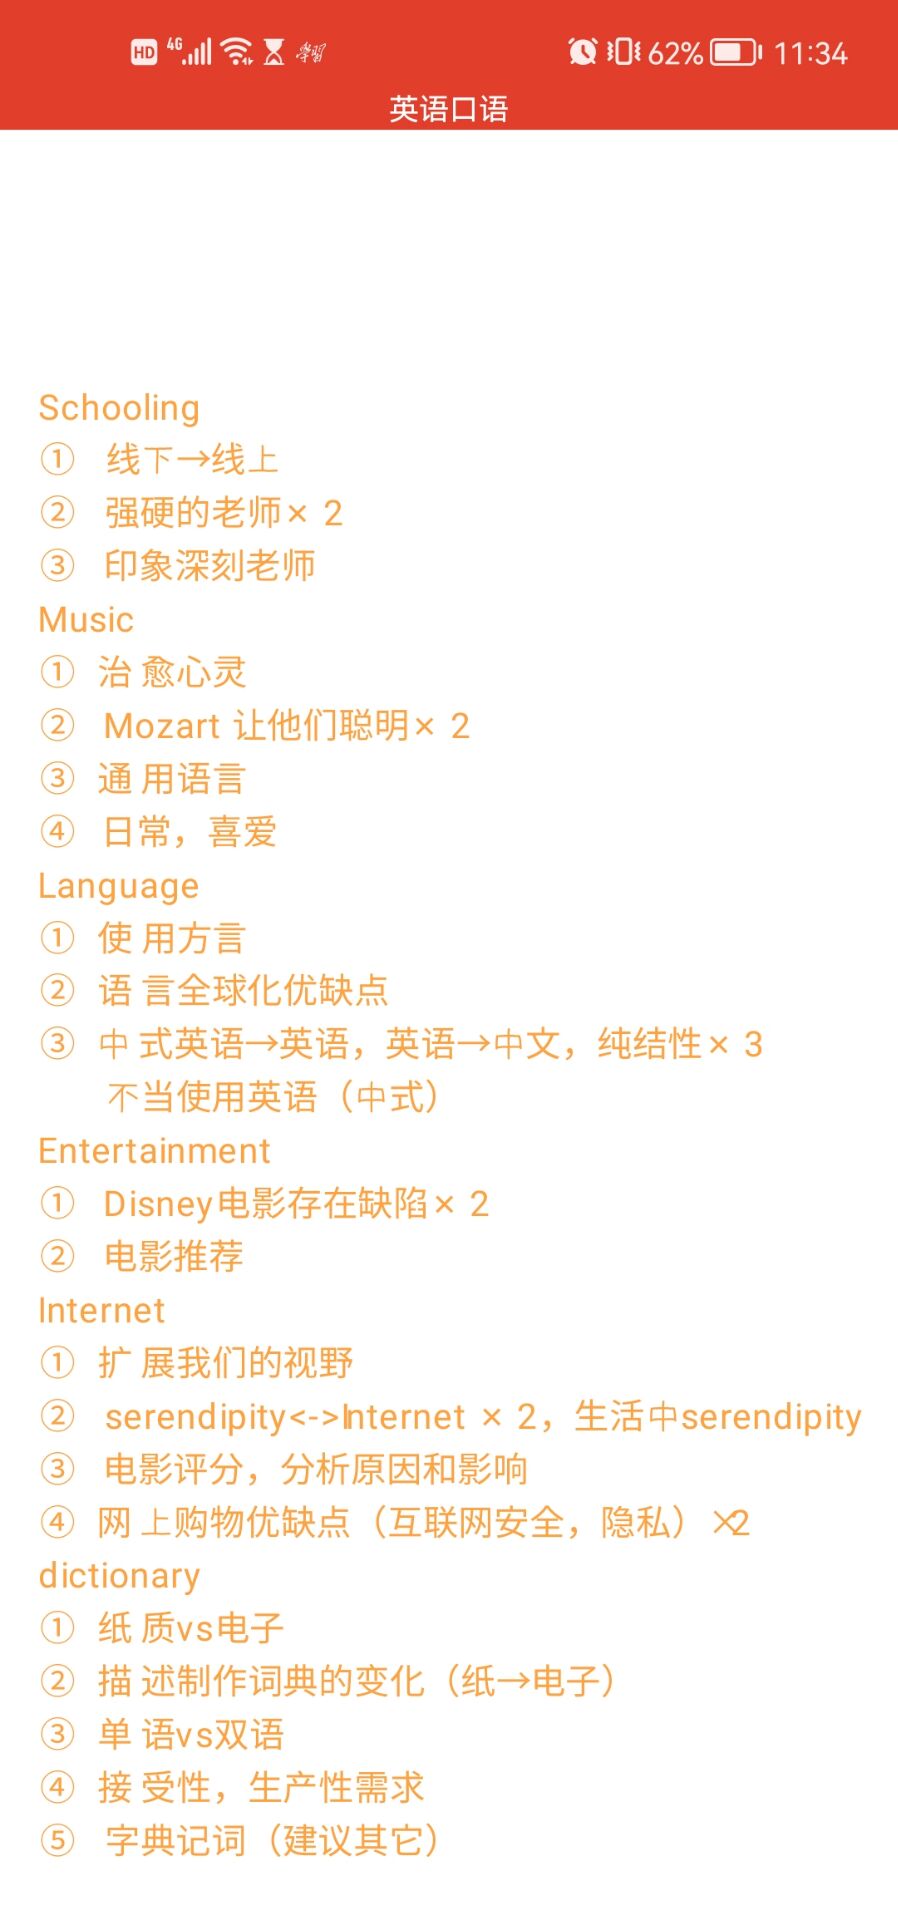 HD 4G 學習 62% 11:34
英语口语
Schooling
① 线下→线上
② 强硬的老师× 2
③ 印象深刻老师
Music
① 治 愈心灵
② Mozart 让他们聪明× 2
③ 通 用语言
④ 日常，喜爱
Language
① 使 用方言
② 语 言全球化优缺点
③ 中 式英语→英语，英语→中文，纯结性× 3
不当使用英语（中式）
Entertainment
① Disney电影存在缺陷× 2
② 电影推荐
Internet
① 扩 展我们的视野
② serendipity<->Internet × 2，生活中serendipity
③ 电影评分，分析原因和影响
④ 网 上购物优缺点（互联网安全，隐私）×2
dictionary
① 纸 质vs电子
② 描 述制作词典的变化（纸→电子）
③ 单 语vs双语
④ 接 受性，生产性需求
⑤ 字典记词（建议其它）